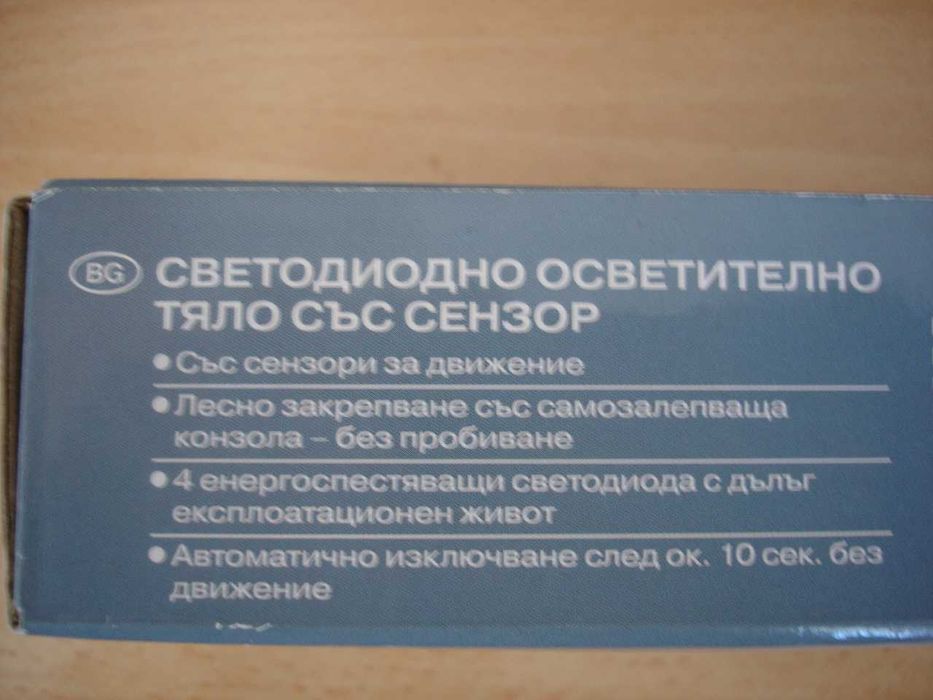 BG СВЕТОДИОДНО ОСВЕТИТЕЛНО
ТЯЛО СЪС СЕНЗОР
• Със сензори за движение
• Лесно закрепване със самозалепваща
конзола – без пробиване
• 4 енергоспестяващи светодиода с дълъг
експлоатационен живот
• Автоматично изключване след ок. 10 сек. без
движение